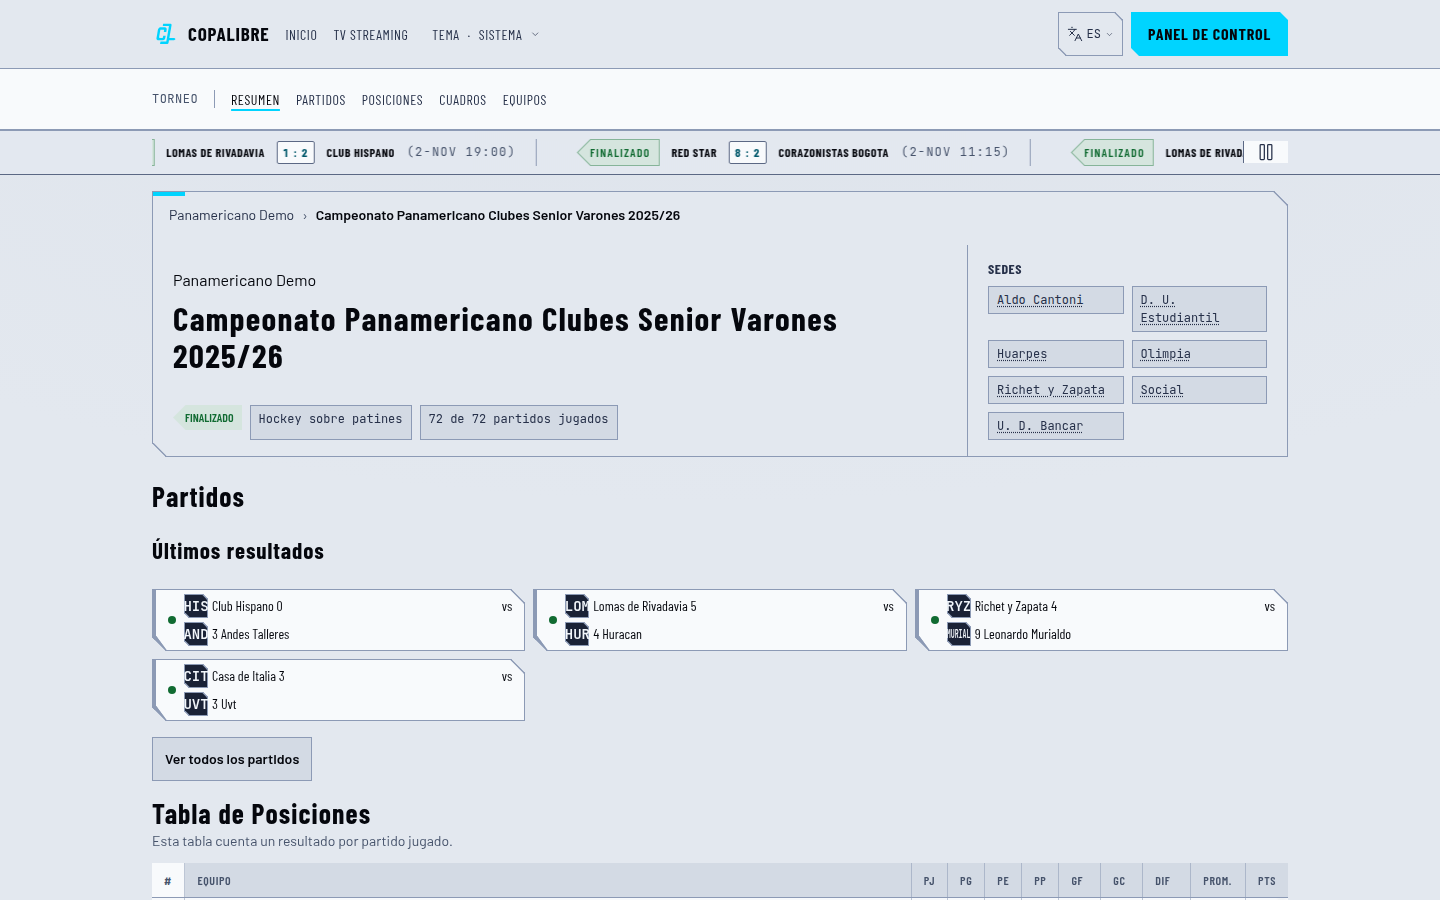 COPALIBRE INICIO TV STREAMING TEMA · SISTEMA ES PANEL DE CONTROL
TORNEO RESUMEN PARTIDOS POSICIONES CUADROS EQUIPOS
LOMAS DE RIVADAVIA 1 : 2 CLUB HISPANO (2-NOV 19:00) FINALIZADO RED STAR 8 : 2 CORAZONISTAS BOGOTA (2-NOV 11:15) FINALIZADO LOMAS DE RIVAD
Panamericano Demo › Campeonato Panamericano Clubes Senior Varones 2025/26
Panamericano Demo
Campeonato Panamericano Clubes Senior Varones
2025/26
FINALIZADO Hockey sobre patines 72 de 72 partidos jugados
SEDES
Aldo Cantoni
D. U.
Estudiantil
Huarpes
Olimpia
Richet y Zapata
Social
U. D. Bancar
Partidos
Últimos resultados
HIS Club Hispano 0 vs
AND 3 Andes Talleres
LOM Lomas de Rivadavia 5 vs
HUR 4 Huracan
RYZ Richet y Zapata 4 vs
MURIAL 9 Leonardo Murialdo
CIT Casa de Italia 3 vs
UVT 3 Uvt
Ver todos los partidos
Tabla de Posiciones
Esta tabla cuenta un resultado por partido jugado.
# EQUIPO PJ PG PE PP GF GC DIF PROM. PTS